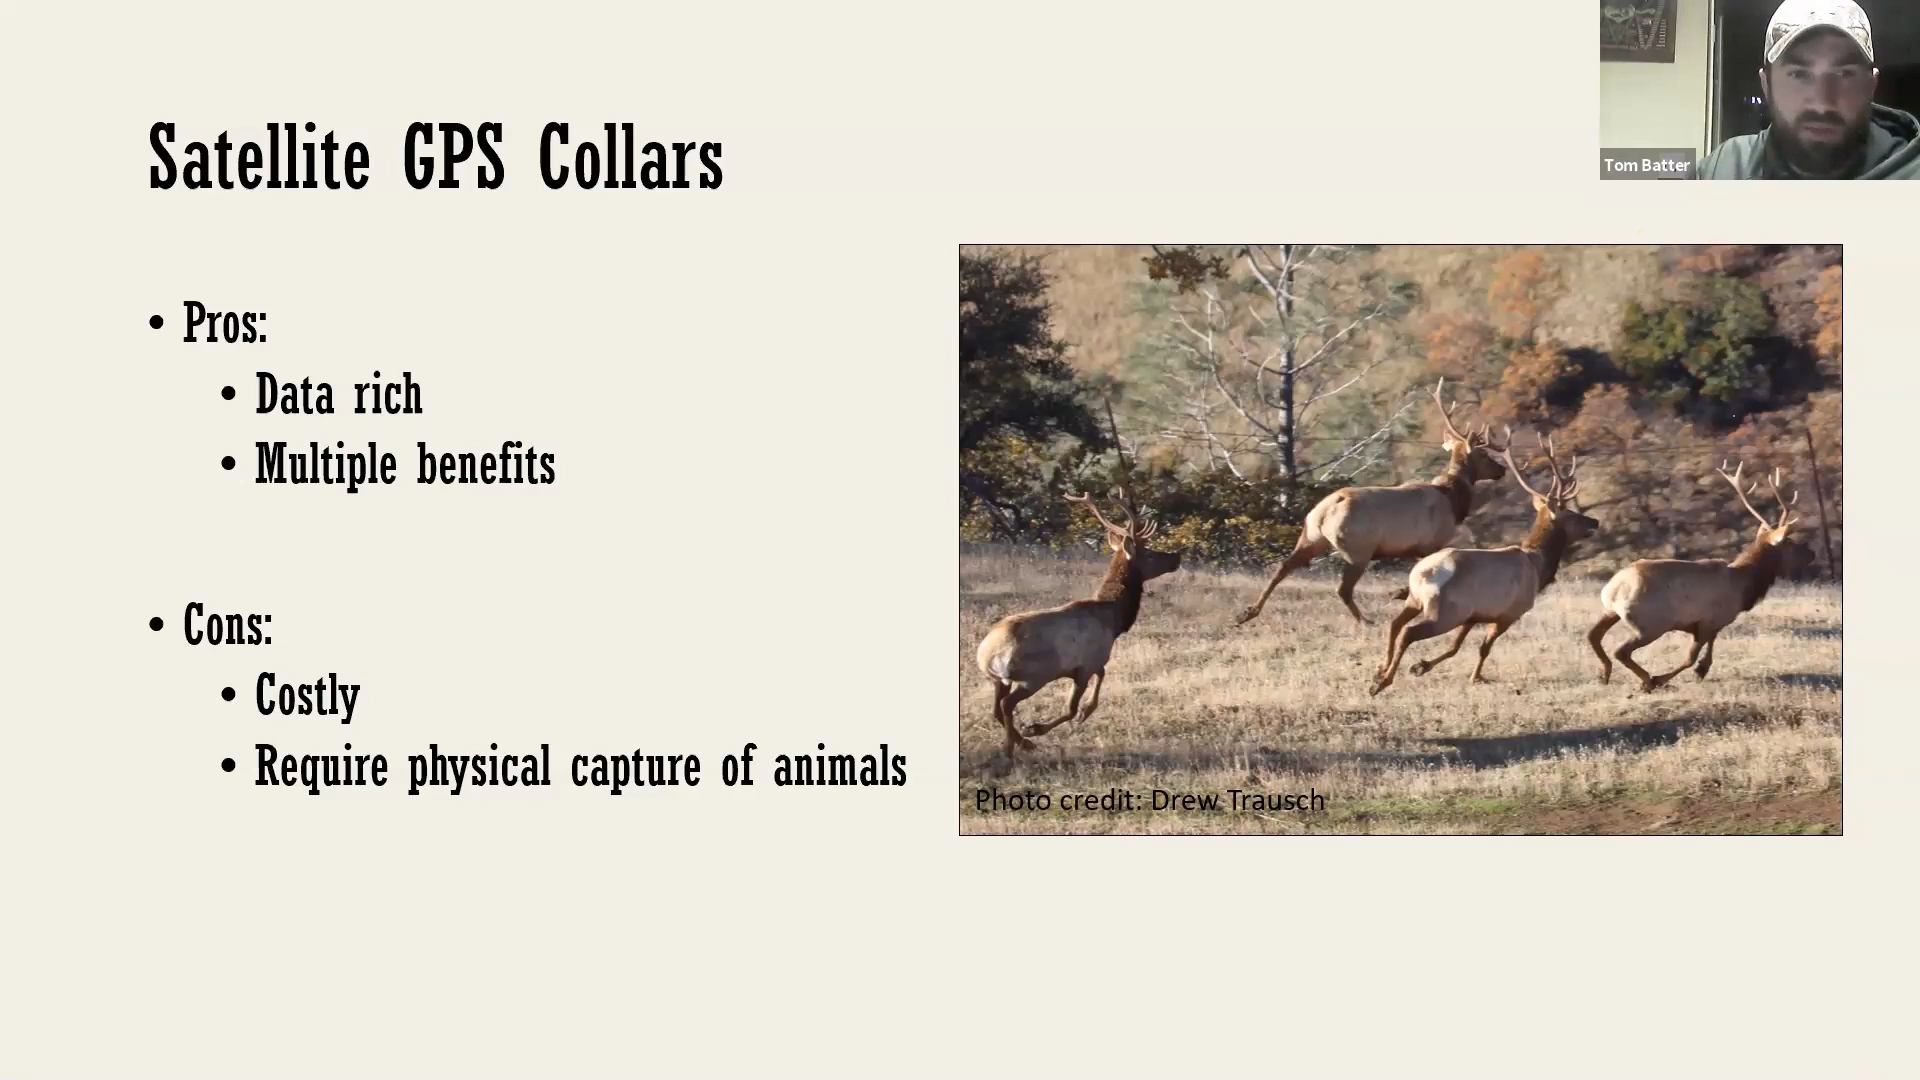 Satellite GPS Collars
Tom Batter
• Pros:
• Data rich
• Multiple benefits
• Cons:
• Costly
• Require physical capture of animals
Photo credit: Drew Trausch